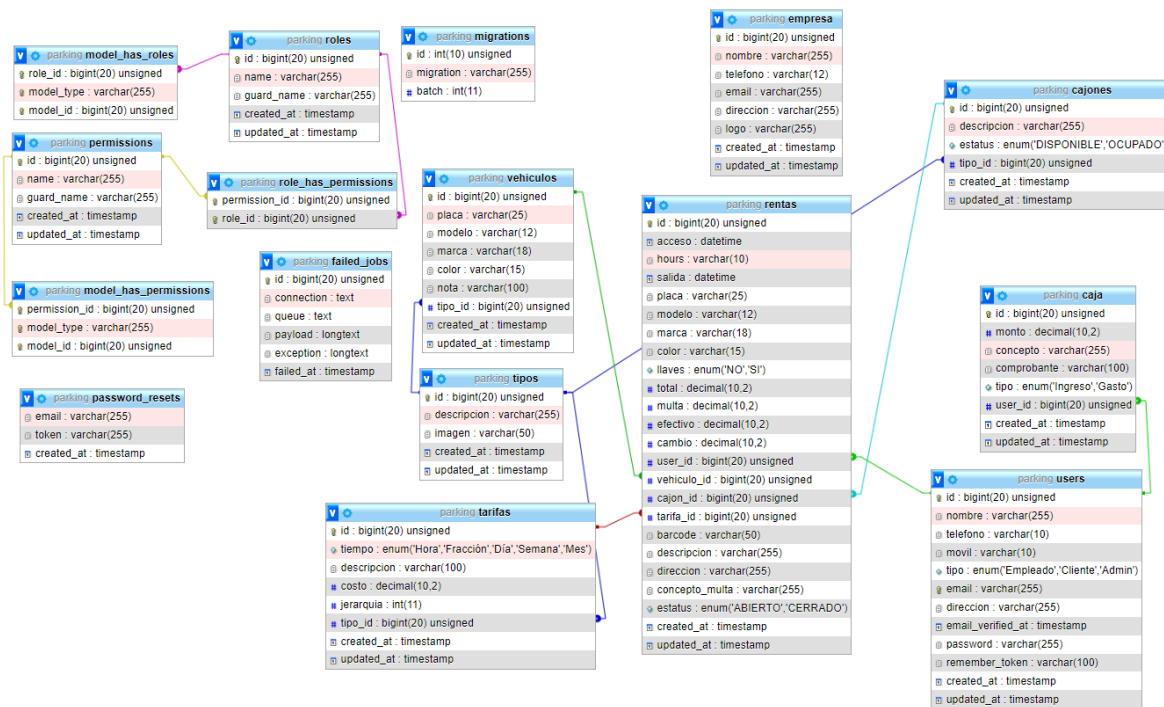 parking model_has_roles
role_id : bigint(20) unsigned
model_type : varchar(255)
model_id : bigint(20) unsigned
parking roles
id : bigint(20) unsigned
name : varchar(255)
guard_name : varchar(255)
created_at : timestamp
updated_at : timestamp
parking migrations
id : int(10) unsigned
migration : varchar(255)
batch : int(11)
parking empresa
id : bigint(20) unsigned
nombre : varchar(255)
telefono : varchar(12)
email : varchar(255)
direccion : varchar(255)
logo : varchar(255)
created_at : timestamp
updated_at : timestamp
parking cajones
id : bigint(20) unsigned
descripcion : varchar(255)
estatus : enum('DISPONIBLE','OCUPADO'
tipo_id : bigint(20) unsigned
created_at : timestamp
updated_at : timestamp
parking permissions
id : bigint(20) unsigned
name : varchar(255)
guard_name : varchar(255)
created_at : timestamp
updated_at : timestamp
parking role_has_permissions
permission_id : bigint(20) unsigned
role_id : bigint(20) unsigned
parking vehiculos
id : bigint(20) unsigned
placa : varchar(25)
modelo : varchar(12)
marca : varchar(18)
color : varchar(15)
nota : varchar(100)
tipo_id : bigint(20) unsigned
created_at : timestamp
updated_at : timestamp
parking rentas
id : bigint(20) unsigned
acceso : datetime
hours : varchar(10)
salida : datetime
placa : varchar(25)
modelo : varchar(12)
marca : varchar(18)
color : varchar(15)
llaves : enum('NO','SI')
total : decimal(10,2)
multa : decimal(10,2)
efectivo : decimal(10,2)
cambio : decimal(10,2)
user_id : bigint(20) unsigned
vehiculo_id : bigint(20) unsigned
cajon_id : bigint(20) unsigned
tarifa_id : bigint(20) unsigned
barcode : varchar(50)
descripcion : varchar(255)
direccion : varchar(255)
concepto_multa : varchar(255)
estatus : enum('ABIERTO','CERRADO')
created_at : timestamp
updated_at : timestamp
parking failed_jobs
id : bigint(20) unsigned
connection : text
queue : text
payload : longtext
exception : longtext
failed_at : timestamp
parking model_has_permissions
permission_id : bigint(20) unsigned
model_type : varchar(255)
model_id : bigint(20) unsigned
parking caja
id : bigint(20) unsigned
monto : decimal(10,2)
concepto : varchar(255)
comprobante : varchar(100)
tipo : enum('Ingreso','Gasto')
user_id : bigint(20) unsigned
created_at : timestamp
updated_at : timestamp
parking tipos
id : bigint(20) unsigned
descripcion : varchar(255)
imagen : varchar(50)
created_at : timestamp
updated_at : timestamp
parking password_resets
email : varchar(255)
token : varchar(255)
created_at : timestamp
parking tarifas
id : bigint(20) unsigned
tiempo : enum('Hora','Fracción','Día','Semana','Mes')
descripcion : varchar(100)
costo : decimal(10,2)
jerarquia : int(11)
tipo_id : bigint(20) unsigned
created_at : timestamp
updated_at : timestamp
parking users
id : bigint(20) unsigned
nombre : varchar(255)
telefono : varchar(10)
movil : varchar(10)
tipo : enum('Empleado','Cliente','Admin')
email : varchar(255)
direccion : varchar(255)
email_verified_at : timestamp
password : varchar(255)
remember_token : varchar(100)
created_at : timestamp
updated_at : timestamp